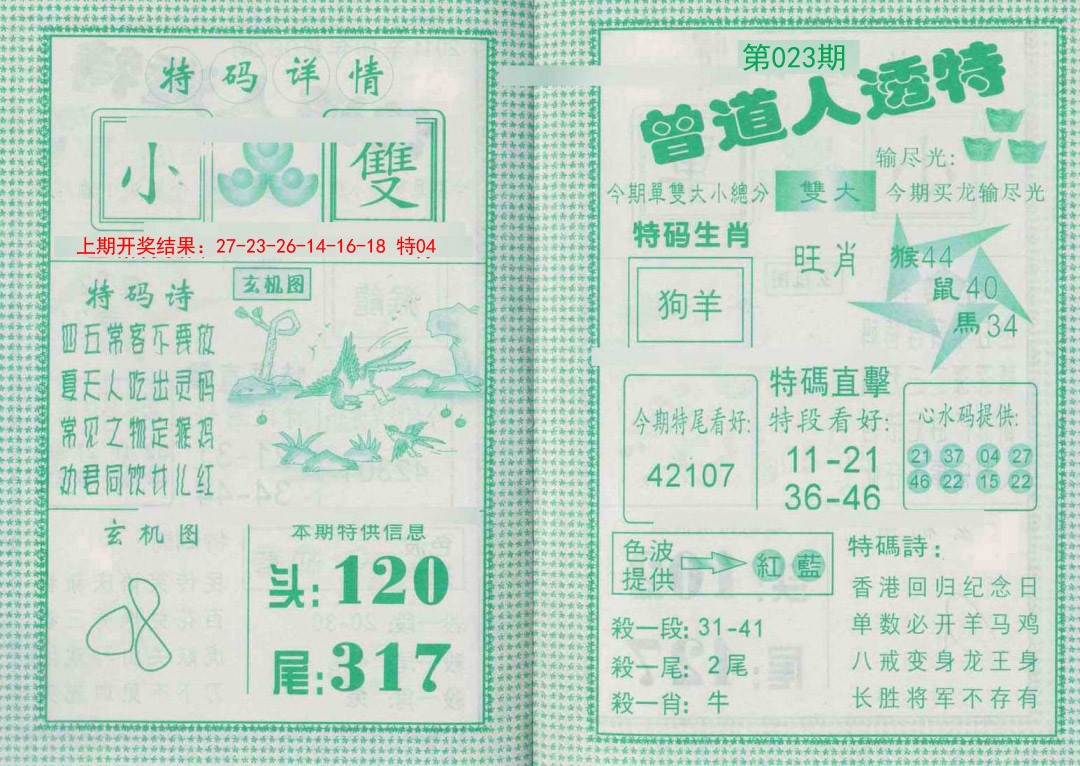 特码详情
小 雙
上期开奖结果：27-23-26-14-16-18 特04
特码诗
四五常客不要放
夏天人吃出灵码
常见之物定猴鸡
劝君同饮女儿红
玄机图
玄机图
本期特供信息
头:120
尾:317
第023期
曾道人透特
输尽光:
今期單雙大小總分 雙大 今期买龙输尽光
特码生肖
狗羊
旺肖
猴44
鼠40
馬34
今期特尾看好:
42107
特碼直擊
特段看好:
11-21
36-46
心水码提供:
21 37 04 27
46 22 15 22
色波
提供
紅 藍
殺一段: 31-41
殺一尾: 2尾
殺一肖: 牛
特碼詩:
香港回归纪念日
单数必开羊马鸡
八戒变身龙王身
长胜将军不存有